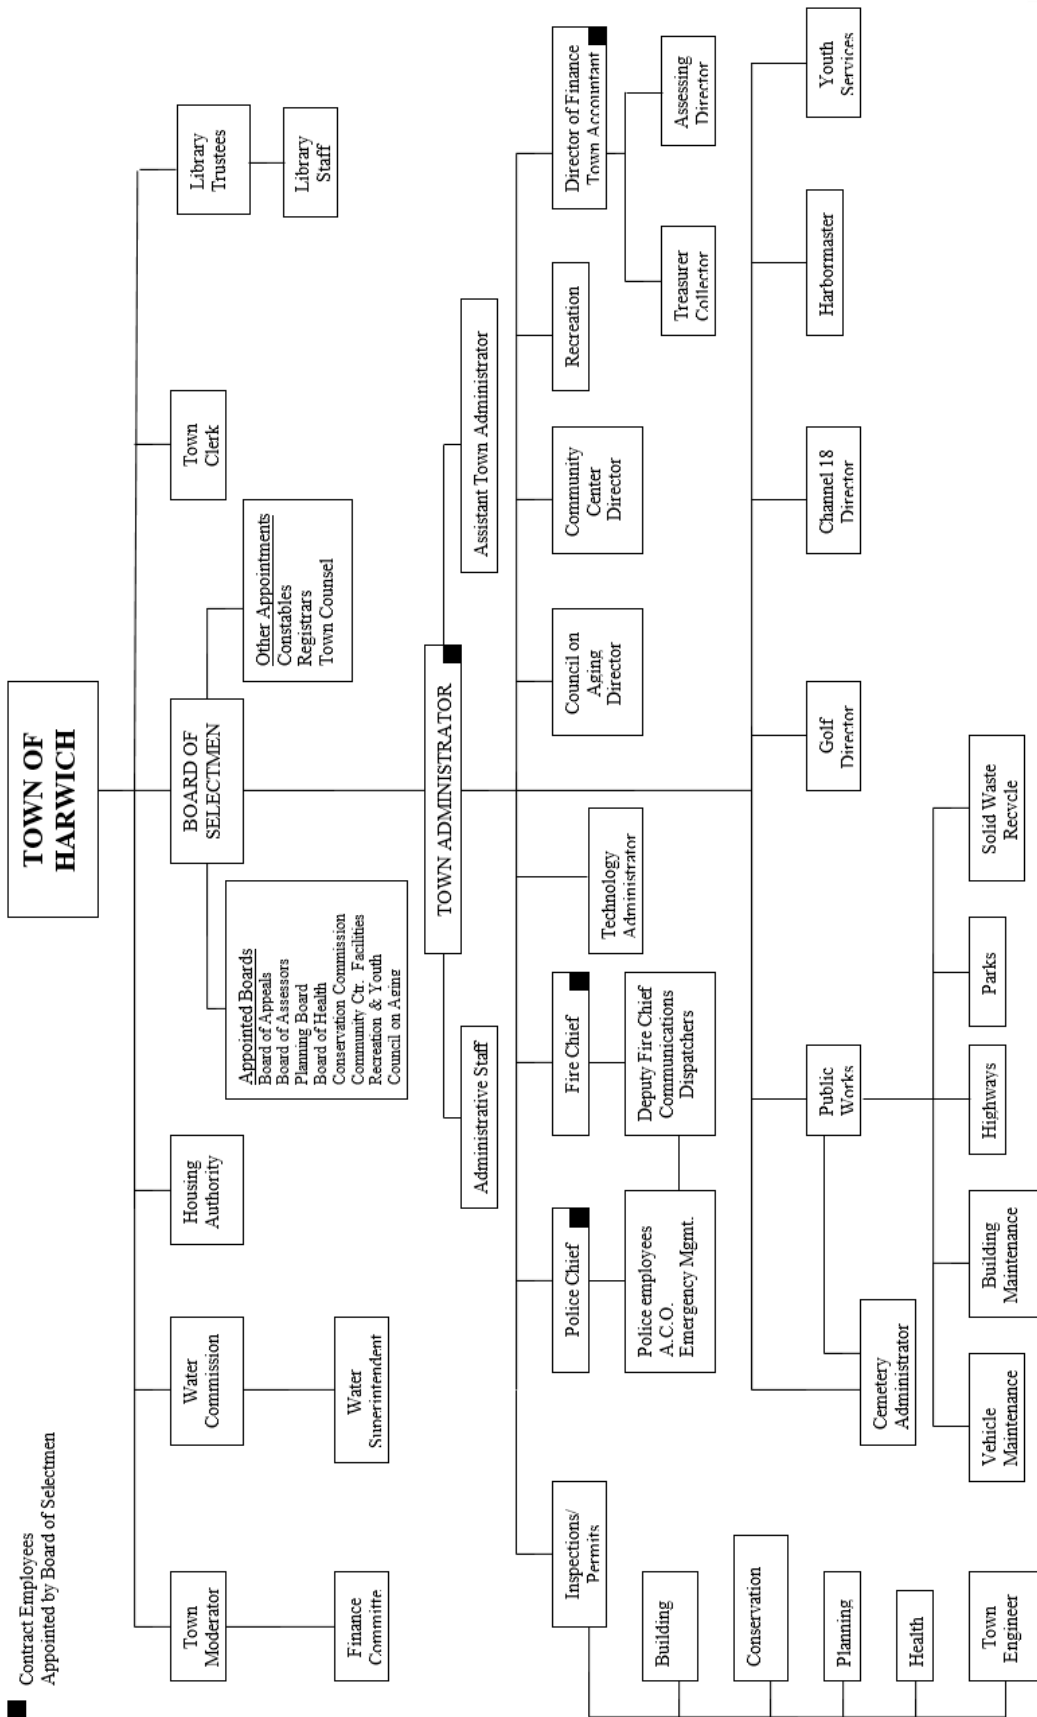 Contract Employees
Appointed by Board of Selectmen
TOWN OF
HARWICH
Town
Moderator
Water
Commission
Housing
Authority
BOARD OF
SELECTMEN
Town
Clerk
Library
Trustees
Finance
Committe.
Water
Superintendent
Appointed Boards
Board of Appeals
Board of Assessors
Planning Board
Board of Health
Conservation Commission
Community Ctr. Facilities
Recreation & Youth
Council on Aging
Other Appointments
Constables
Registrars
Town Counsel
Library
Staff
TOWN ADMINISTRATOR
Administrative Staff
Assistant Town Administrator
Inspections/
Permits
Police Chief
Fire Chief
Technology
Administrator
Council on
Aging
Director
Community
Center
Director
Recreation
Director of Finance
Town Accountant
Police employees
A.C.O.
Emergency Mgmt.
Deputy Fire Chief
Communications
Dispatchers
Treasurer
Collector
Assessing
Director
Building
Conservation
Planning
Health
Town
Engineer
Cemetery
Administrator
Public
Works
Golf
Director
Channel 18
Director
Harbormaster
Youth
Services
Vehicle
Maintenance
Building
Maintenance
Highways
Parks
Solid Waste
Recycle